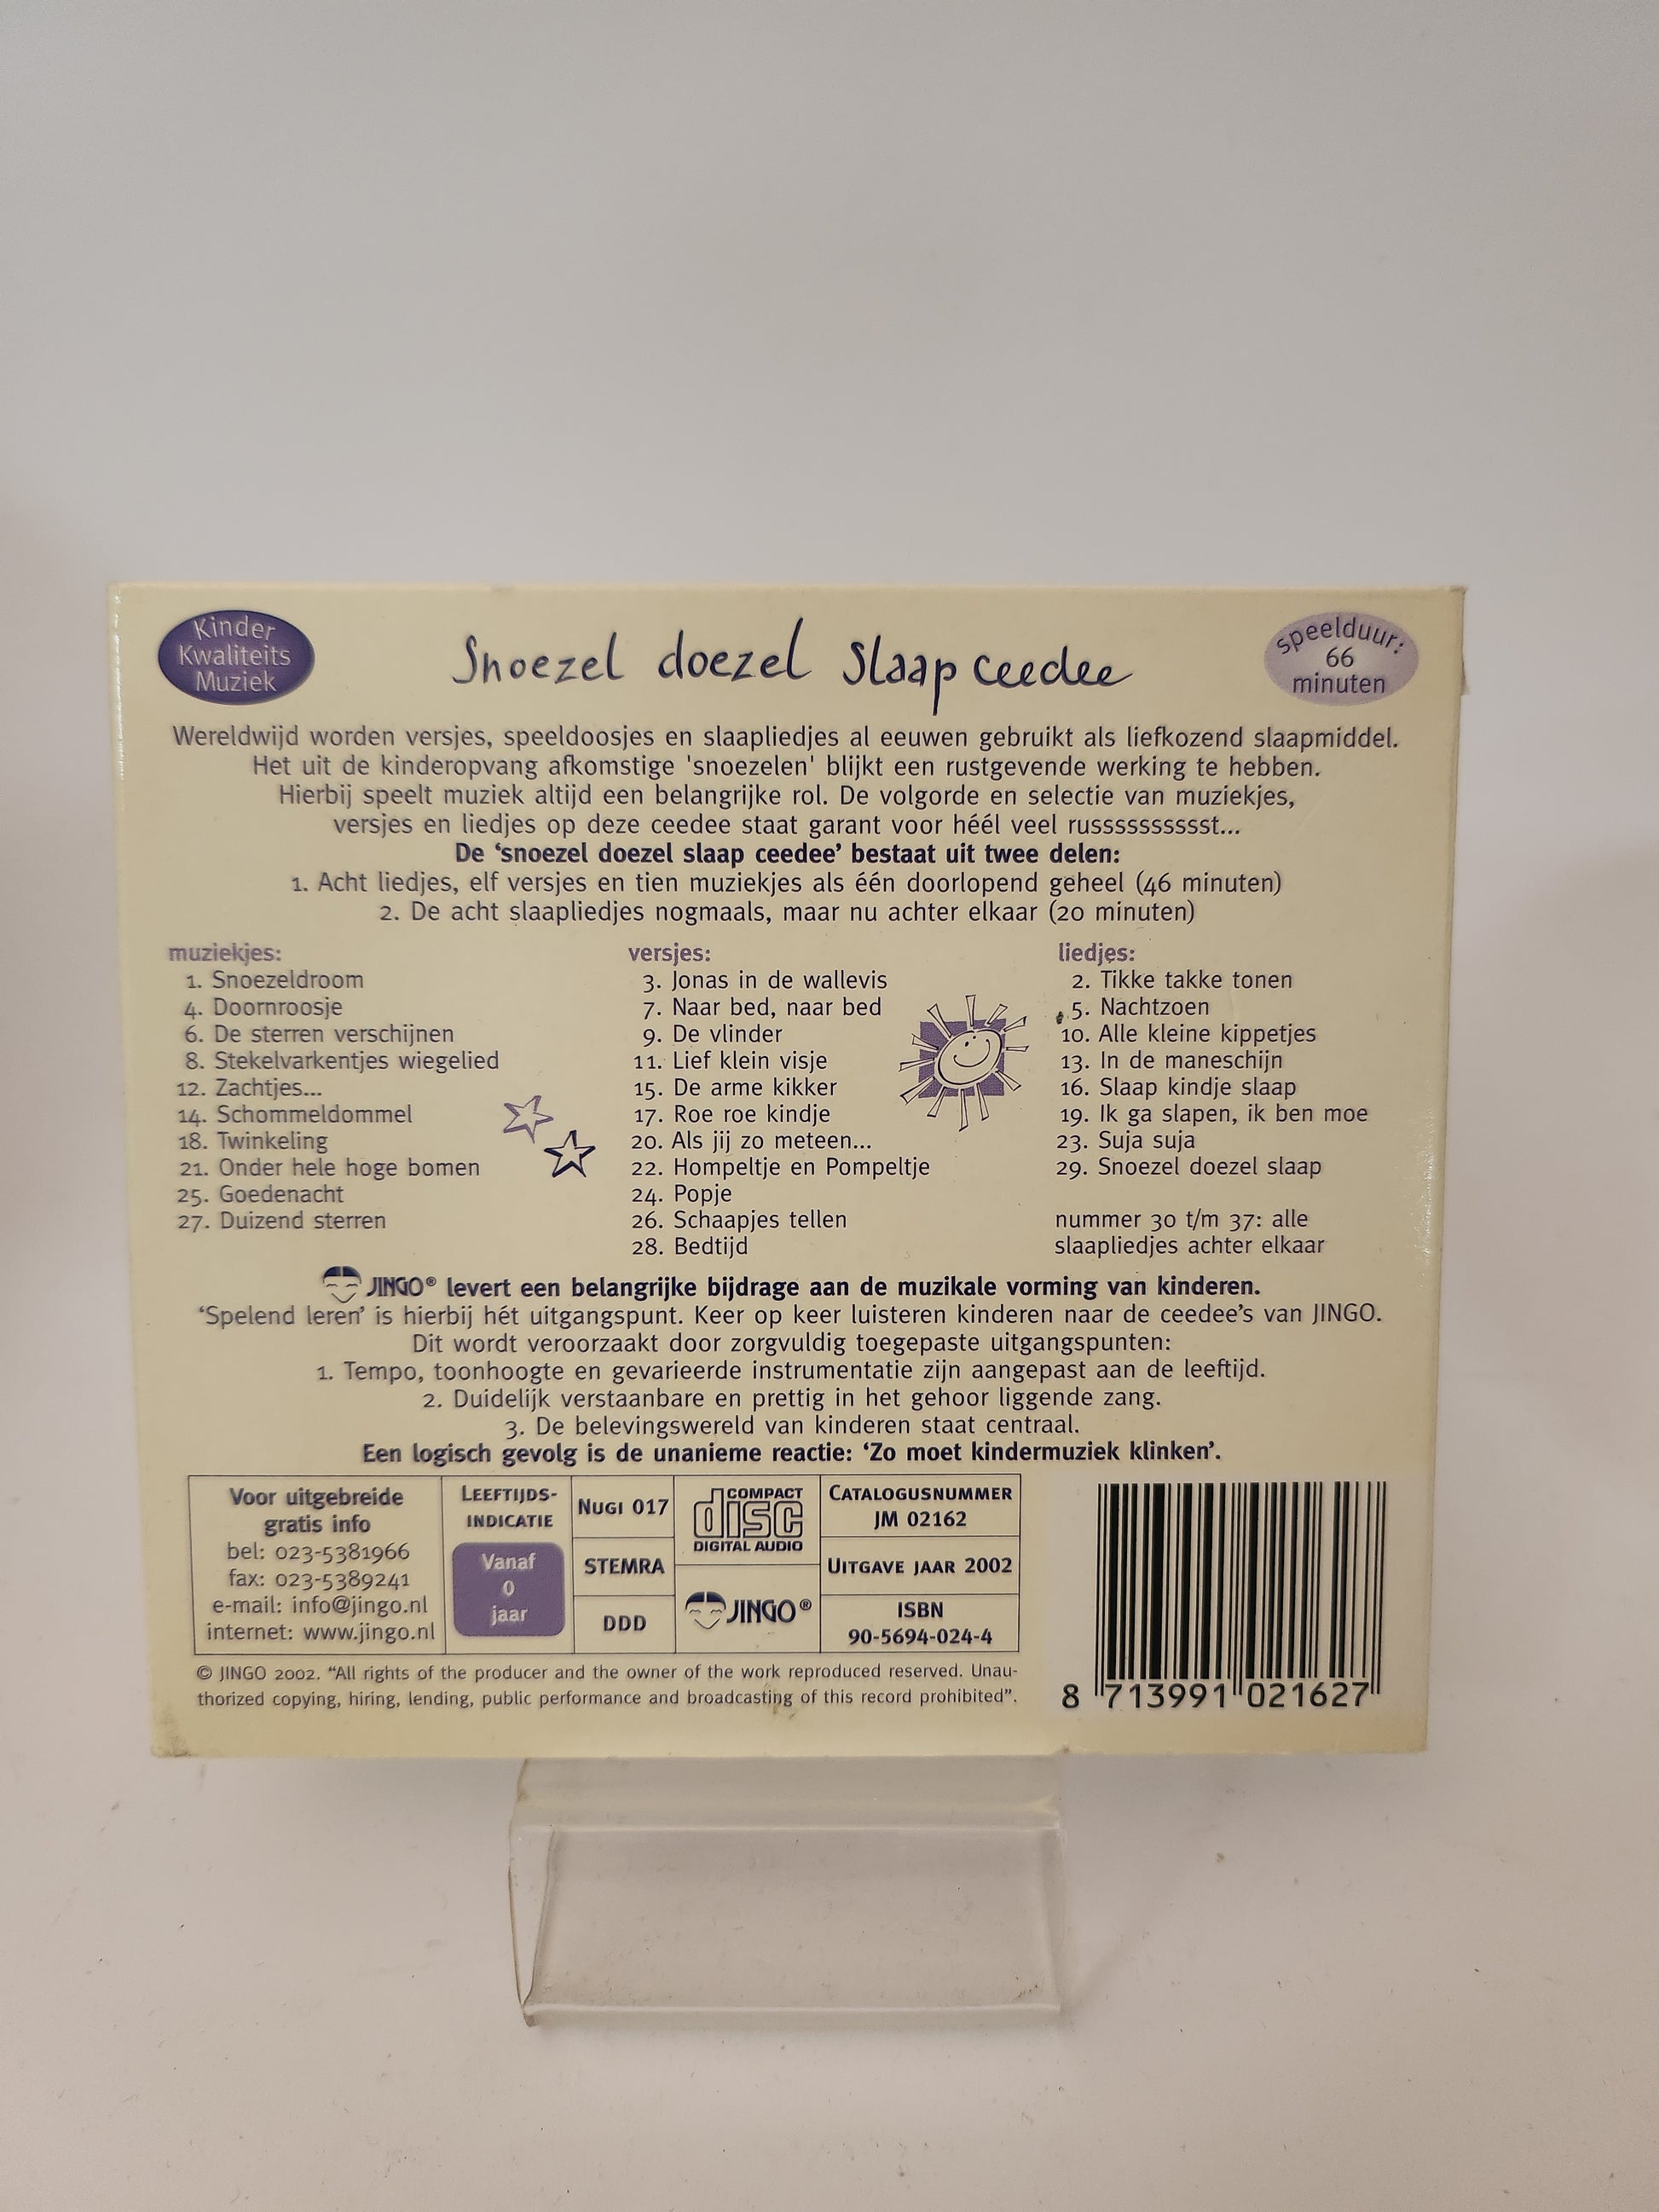 Kinder
Kwaliteits
Muziek
Snoezel doezel slaap ceedee
speelduur:
66
minuten
Wereldwijd worden versjes, speeldoosjes en slaapliedjes al eeuwen gebruikt als liefkozend slaapmiddel.
Het uit de kinderopvang afkomstige 'snoezelen' blijkt een rustgevende werking te hebben.
Hierbij speelt muziek altijd een belangrijke rol. De volgorde en selectie van muziekjes,
versjes en liedjes op deze ceedee staat garant voor héél veel russsssssssst...
De ‘snoezel doezel slaap ceedee’ bestaat uit twee delen:
1. Acht liedjes, elf versjes en tien muziekjes als één doorlopend geheel (46 minuten)
2. De acht slaapliedjes nogmaals, maar nu achter elkaar (20 minuten)
muziekjes:
1. Snoezeldroom
4. Doornroosje
6. De sterren verschijnen
8. Stekelvarkentjes wiegelied
12. Zachtjes...
14. Schommeldommel
18. Twinkeling
21. Onder hele hoge bomen
25. Goedenacht
27. Duizend sterren
versjes:
3. Jonas in de wallevis
7. Naar bed, naar bed
9. De vlinder
11. Lief klein visje
15. De arme kikker
17. Roe roe kindje
20. Als jij zo meteen...
22. Hompeltje en Pompeltje
24. Popje
26. Schaapjes tellen
28. Bedtijd
liedjes:
2. Tikke takke tonen
5. Nachtzoen
10. Alle kleine kippetjes
13. In de maneschijn
16. Slaap kindje slaap
19. Ik ga slapen, ik ben moe
23. Suja suja
29. Snoezel doezel slaap
nummer 30 t/m 37: alle
slaapliedjes achter elkaar
JINGO® levert een belangrijke bijdrage aan de muzikale vorming van kinderen.
‘Spelend leren’ is hierbij hét uitgangspunt. Keer op keer luisteren kinderen naar de ceedee’s van JINGO.
Dit wordt veroorzaakt door zorgvuldig toegepaste uitgangspunten:
1. Tempo, toonhoogte en gevarieerde instrumentatie zijn aangepast aan de leeftijd.
2. Duidelijk verstaanbare en prettig in het gehoor liggende zang.
3. De belevingswereld van kinderen staat centraal.
Een logisch gevolg is de unanieme reactie: ‘Zo moet kindermuziek klinken’.
Voor uitgebreide
gratis info
bel: 023-5381966
fax: 023-5389241
e-mail: info@jingo.nl
internet: www.jingo.nl
LEEFTIJDS-
INDICATIE
Vanaf
0
jaar
NUGI 017
STEMRA
DDD
COMPACT
disc
DIGITAL AUDIO
JINGO®
CATALOGUSNUMMER
JM 02162
UITGAVE JAAR 2002
ISBN
90-5694-024-4
© JINGO 2002. “All rights of the producer and the owner of the work reproduced reserved. Unau-
thorized copying, hiring, lending, public performance and broadcasting of this record prohibited”.
8 713991 021627